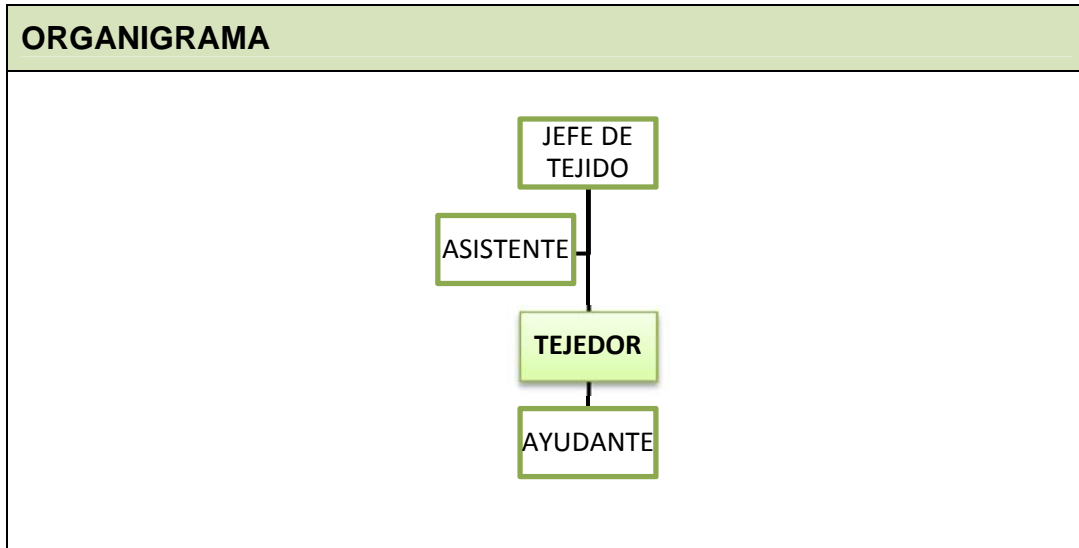 ORGANIGRAMA
JEFE DE
TEJIDO
ASISTENTE
TEJEDOR
AYUDANTE